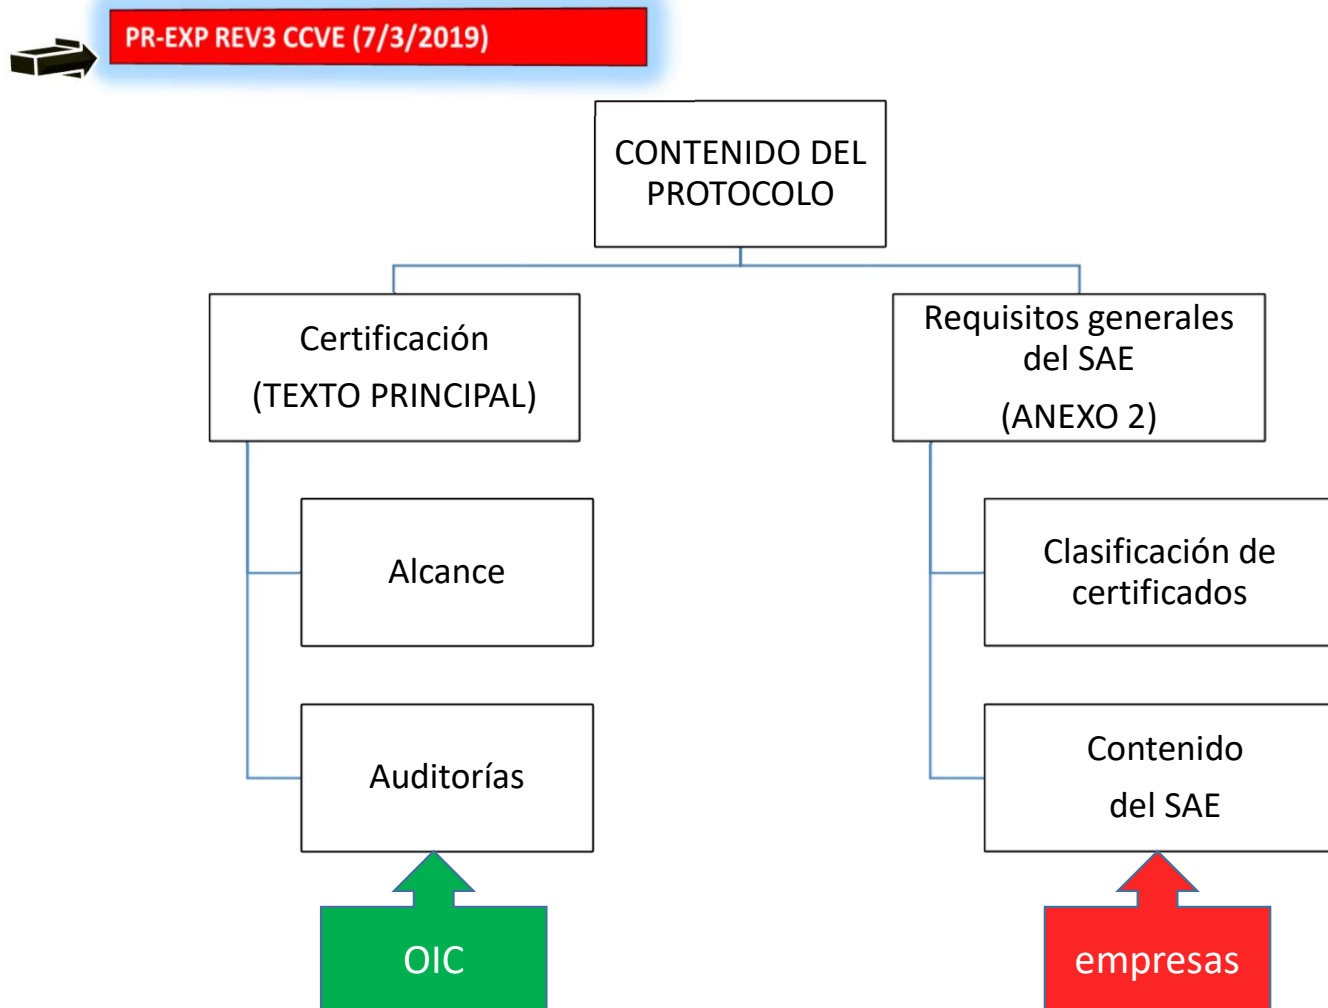 PR-EXP REV3 CCVE (7/3/2019)
CONTENIDO DEL
PROTOCOLO
Certificación
(TEXTO PRINCIPAL)
Alcance
Auditorías
OIC
Requisitos generales
del SAE
(ANEXO 2)
Clasificación de
certificados
Contenido
del SAE
empresas